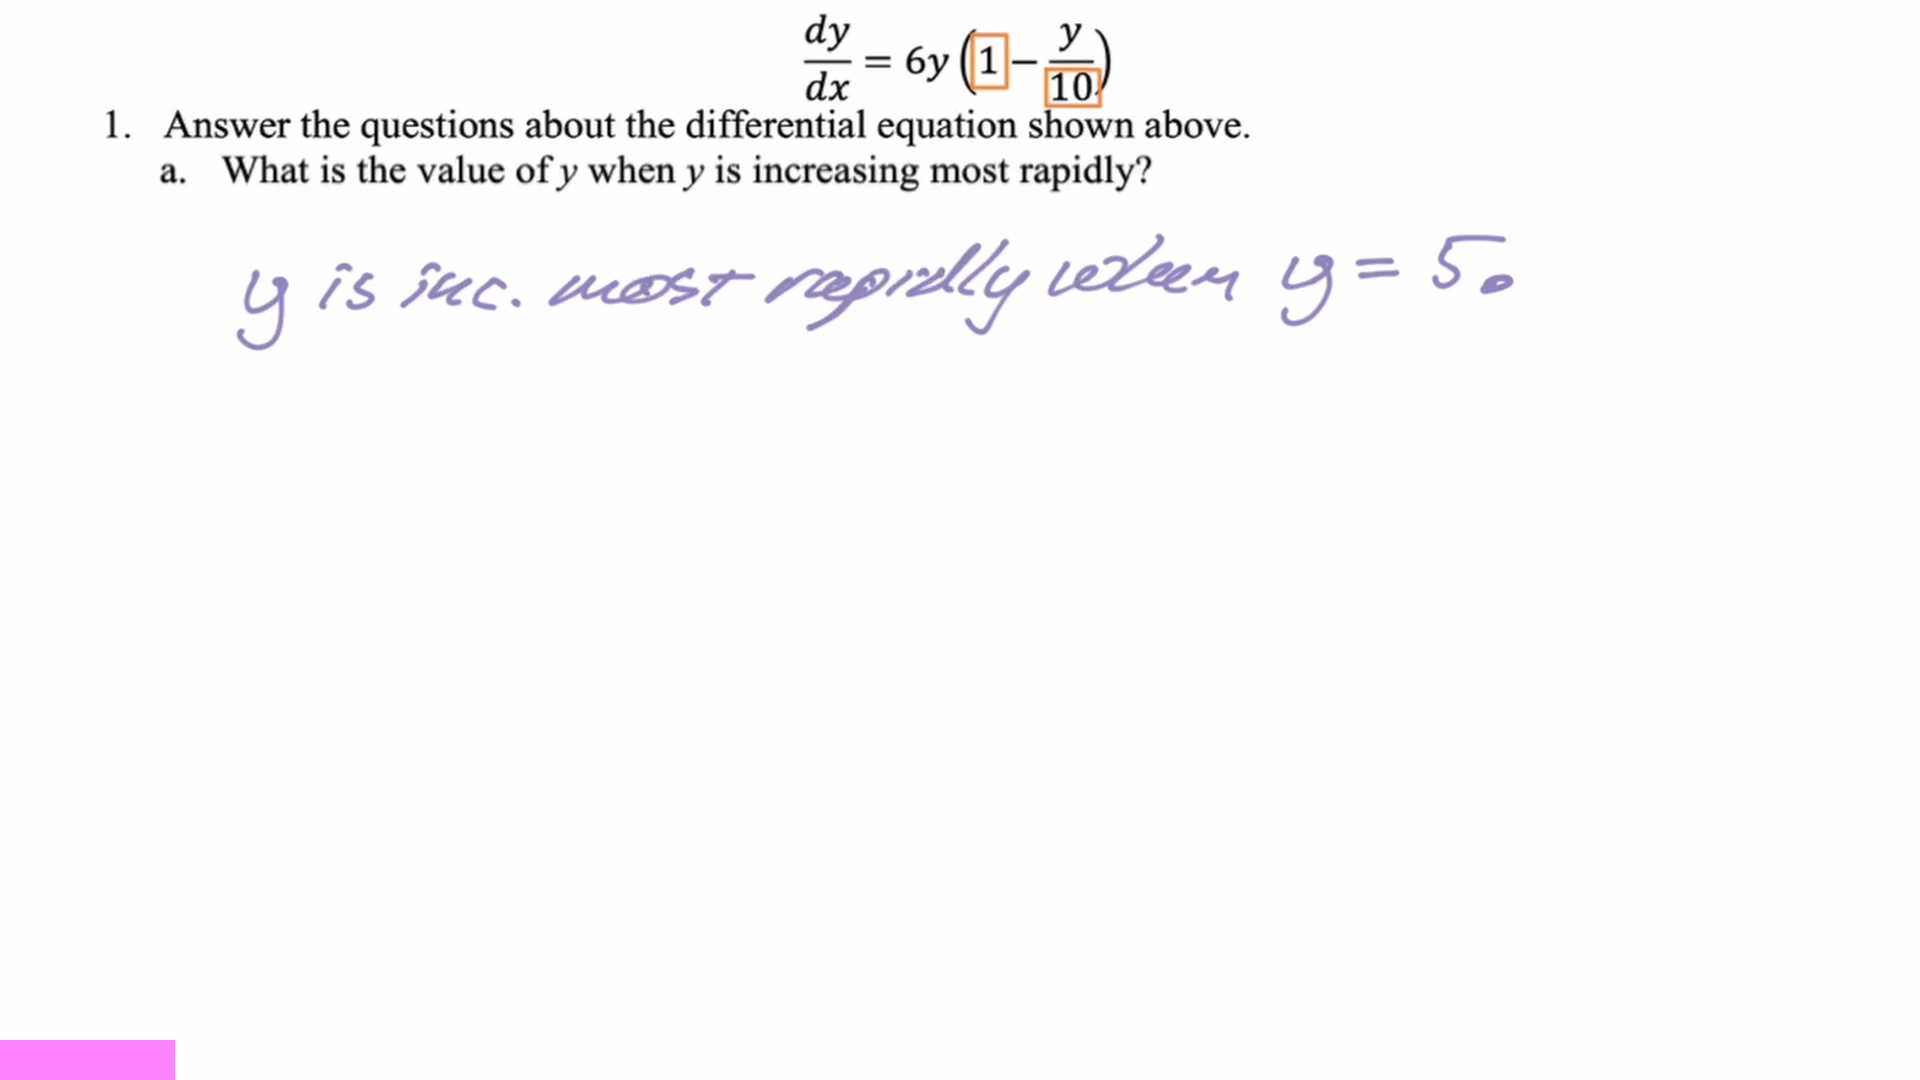 dy/dx = 6y (1 − y/10)
1. Answer the questions about the differential equation shown above.
a. What is the value of y when y is increasing most rapidly?
y is inc. most rapidly when y = 5.